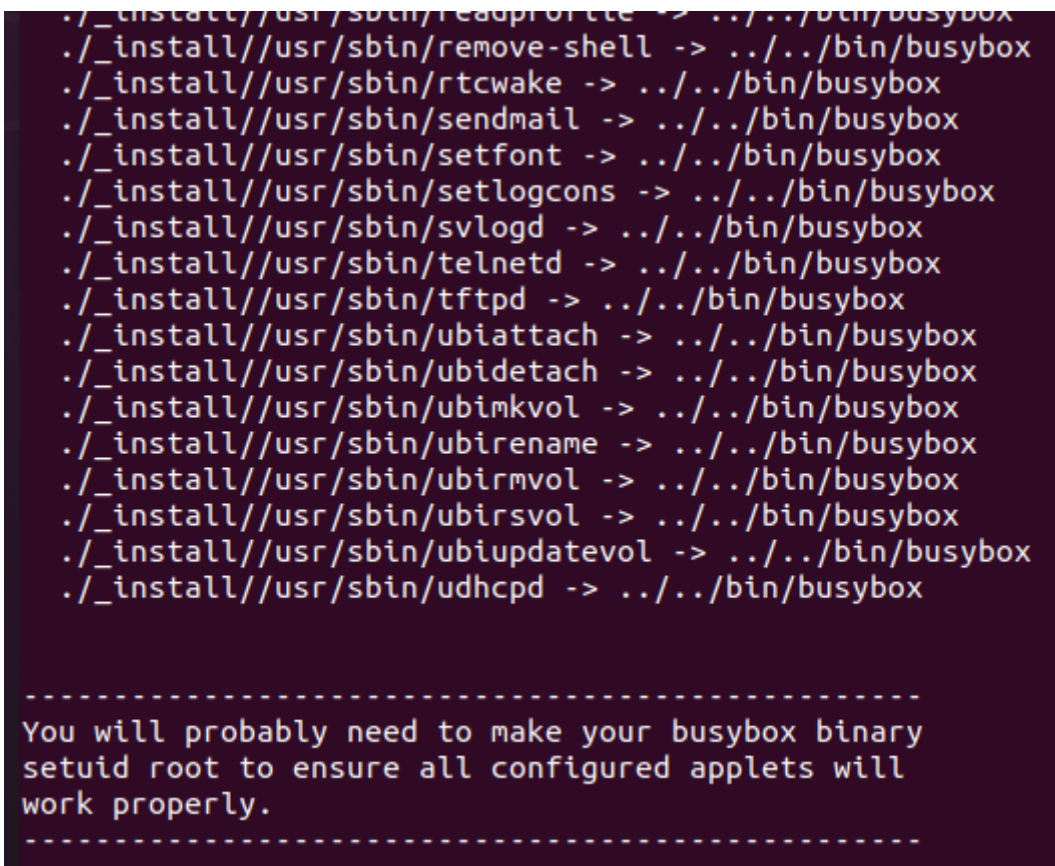 ./_install//usr/sbin/readprofile -> ../../bin/busybox
./_install//usr/sbin/remove-shell -> ../../bin/busybox
./_install//usr/sbin/rtcwake -> ../../bin/busybox
./_install//usr/sbin/sendmail -> ../../bin/busybox
./_install//usr/sbin/setfont -> ../../bin/busybox
./_install//usr/sbin/setlogcons -> ../../bin/busybox
./_install//usr/sbin/svlogd -> ../../bin/busybox
./_install//usr/sbin/telnetd -> ../../bin/busybox
./_install//usr/sbin/tftpd -> ../../bin/busybox
./_install//usr/sbin/ubiattach -> ../../bin/busybox
./_install//usr/sbin/ubidetach -> ../../bin/busybox
./_install//usr/sbin/ubimkvol -> ../../bin/busybox
./_install//usr/sbin/ubirename -> ../../bin/busybox
./_install//usr/sbin/ubirmvol -> ../../bin/busybox
./_install//usr/sbin/ubirsvol -> ../../bin/busybox
./_install//usr/sbin/ubiupdatevol -> ../../bin/busybox
./_install//usr/sbin/udhcpd -> ../../bin/busybox
--------------------------------------------------
You will probably need to make your busybox binary
setuid root to ensure all configured applets will
work properly.
--------------------------------------------------